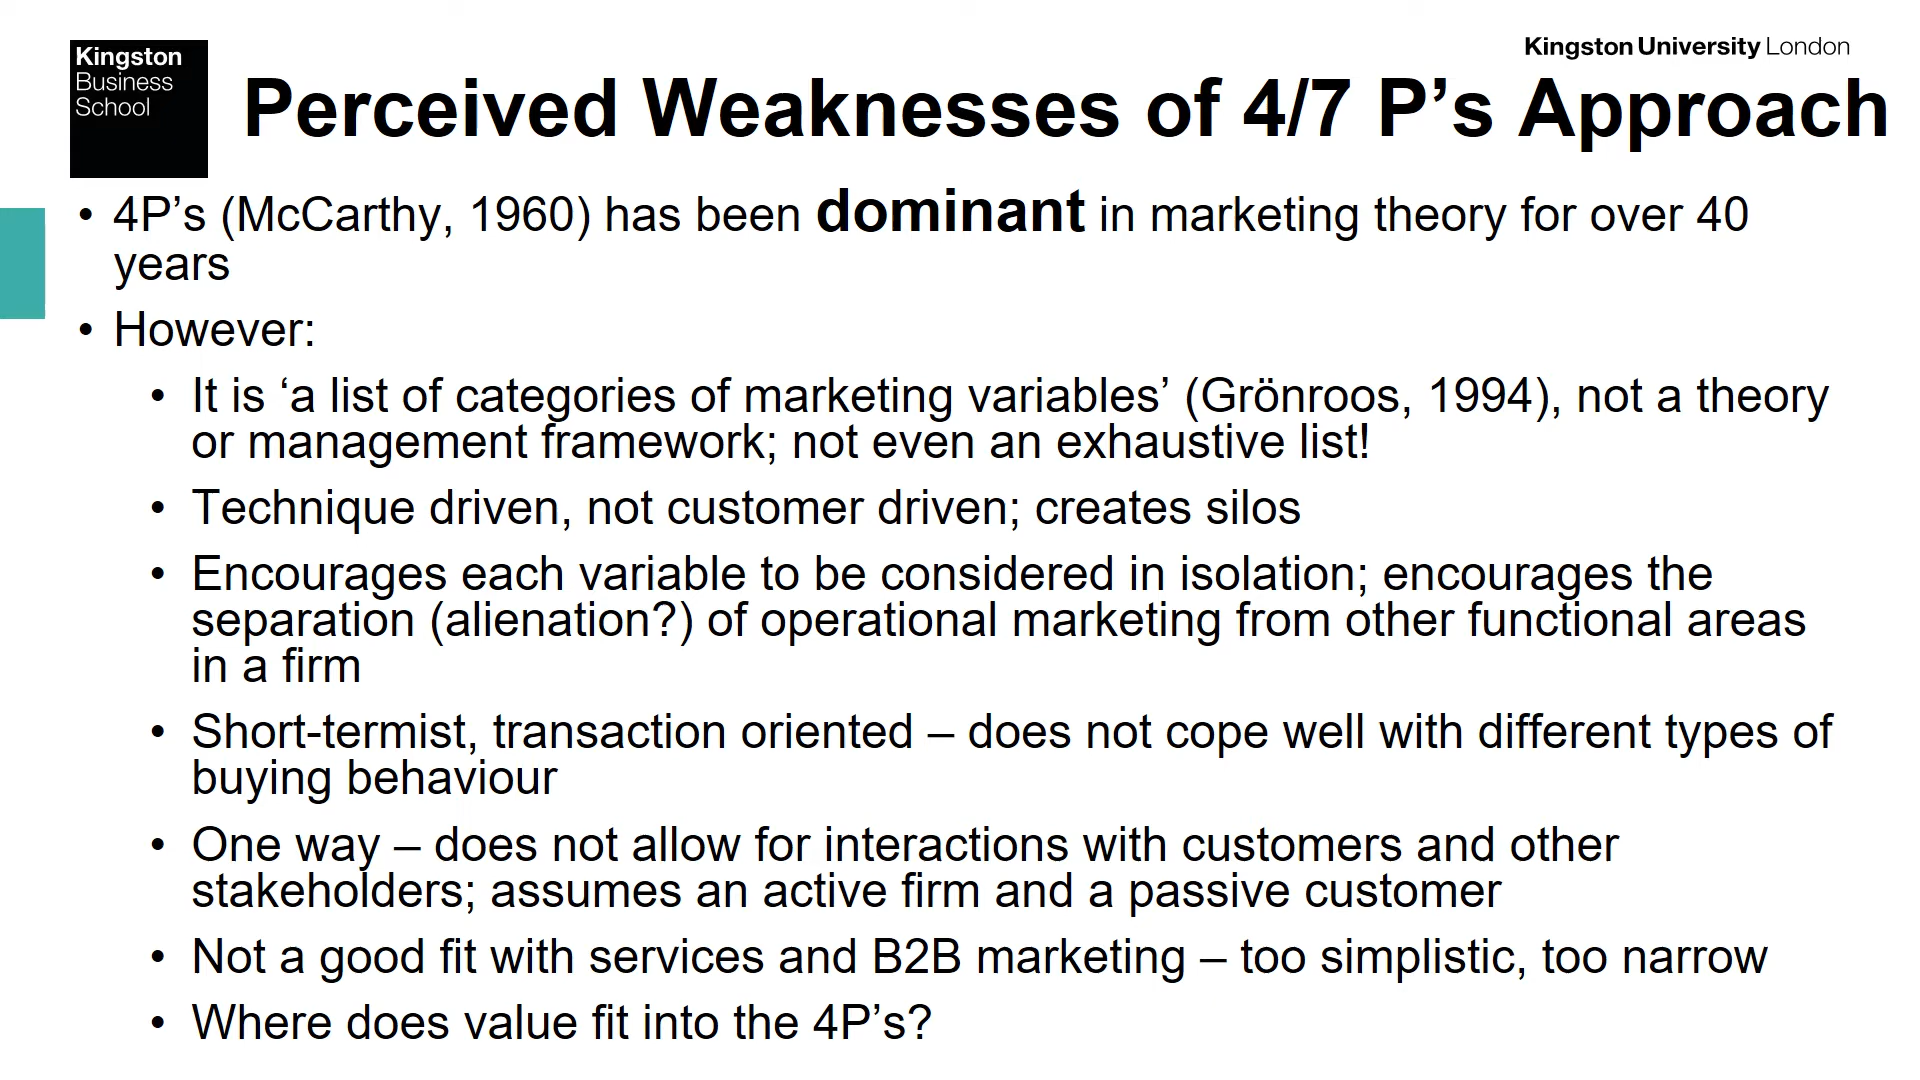 Kingston
Business
School
Kingston University London
Perceived Weaknesses of 4/7 P’s Approach
• 4P’s (McCarthy, 1960) has been dominant in marketing theory for over 40
years
• However:
• It is ‘a list of categories of marketing variables’ (Grönroos, 1994), not a theory
or management framework; not even an exhaustive list!
• Technique driven, not customer driven; creates silos
• Encourages each variable to be considered in isolation; encourages the
separation (alienation?) of operational marketing from other functional areas
in a firm
• Short-termist, transaction oriented – does not cope well with different types of
buying behaviour
• One way – does not allow for interactions with customers and other
stakeholders; assumes an active firm and a passive customer
• Not a good fit with services and B2B marketing – too simplistic, too narrow
• Where does value fit into the 4P’s?